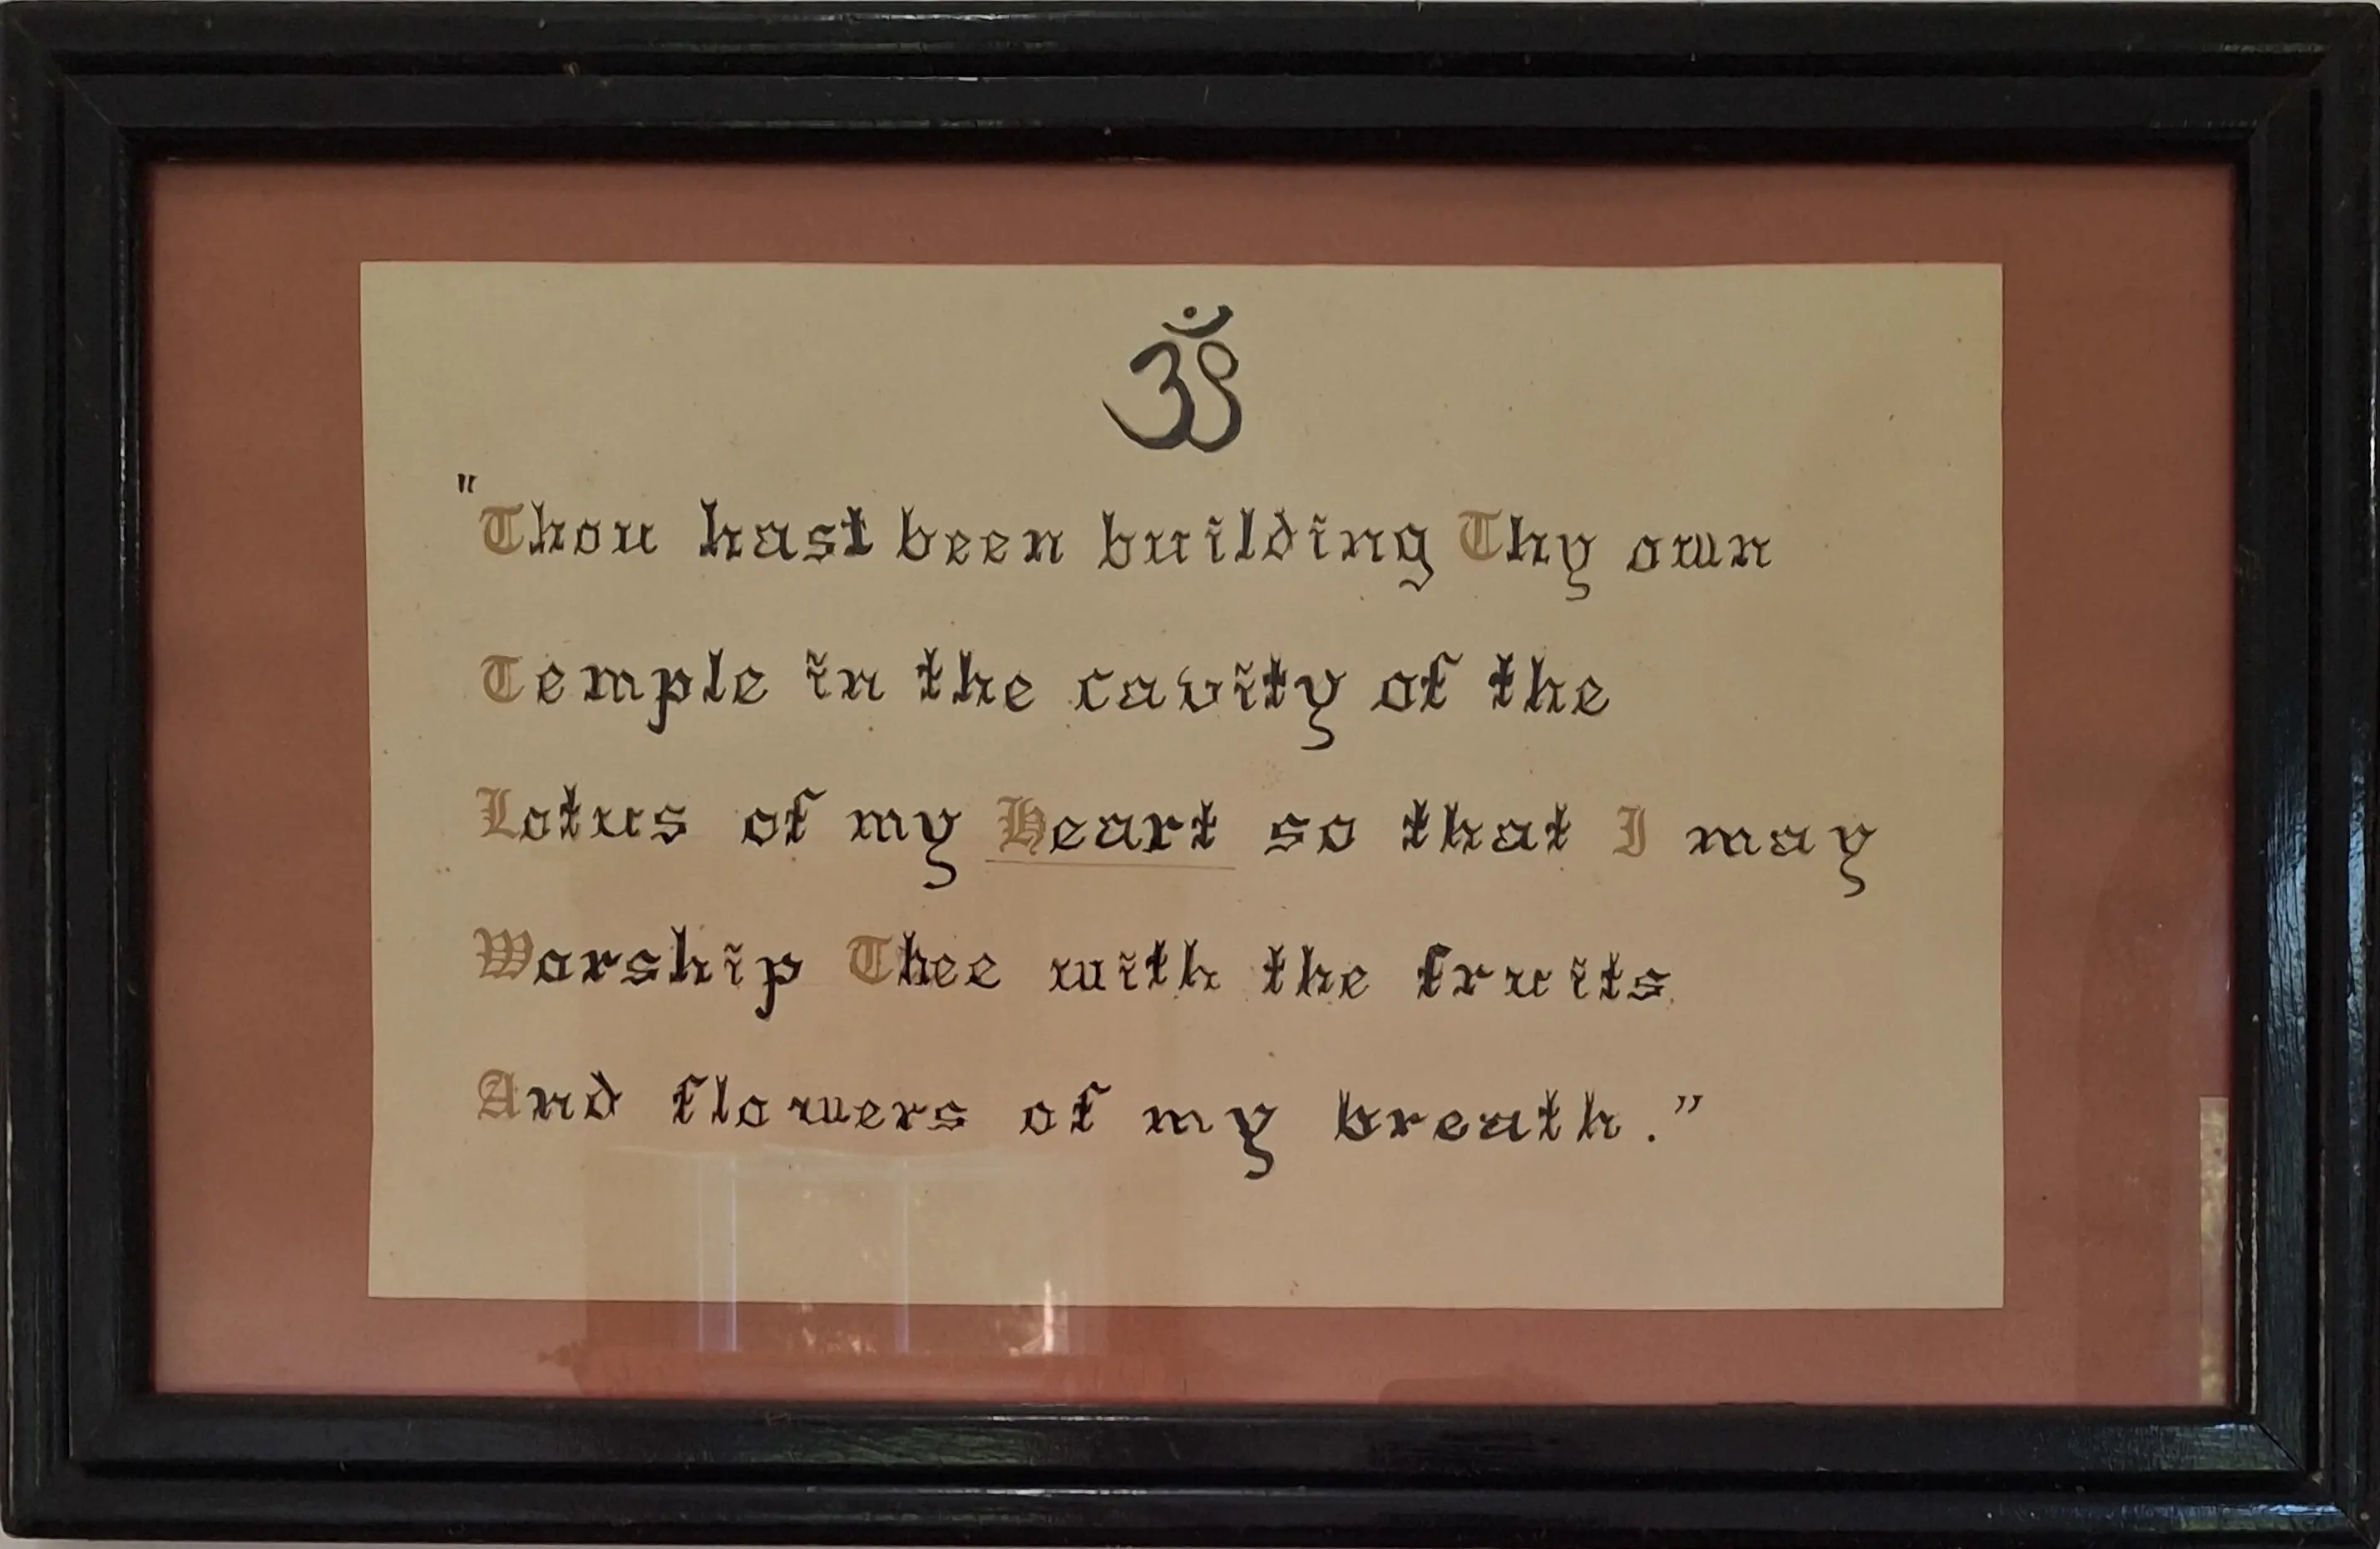 ॐ
"Thou hast been building Thy own
Temple in the cavity of the
Lotus of my Heart so that I may
Worship Thee with the fruits
And flowers of my breath."